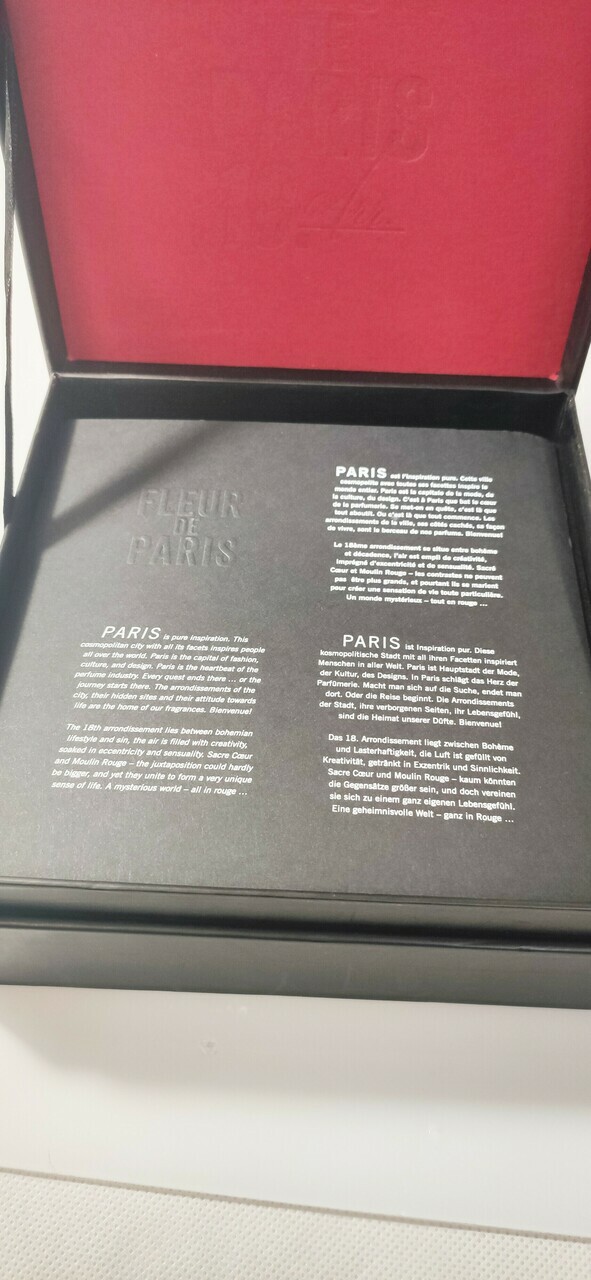 DE
PARIS
18
FLEUR
DE
PARIS
PARIS est l'inspiration pure. Cette ville
cosmopolite sous toutes ses facettes inspire le
monde entier. Paris est la capitale de la mode, de
la culture, du design. C'est à Paris que bat le cœur
de la parfumerie. Se met-on en quête, c'est là que
tout aboutit. Ou c'est là que tout commence. Les
arrondissements de la ville, ses côtés cachés, sa façon
de vivre, sont le berceau de nos parfums. Bienvenue!
Le 18ème arrondissement se situe entre bohème
et décadence, l'air est empli de créativité,
imprégné d'excentricité et de sensualité. Sacré
Cœur et Moulin Rouge – les contrastes ne peuvent
pas être plus grands, et pourtant ils se marient
pour créer une sensation de vie toute particulière.
Un monde mystérieux – tout en rouge ...
PARIS is pure inspiration. This
cosmopolitan city with all its facets inspires people
all over the world. Paris is the capital of fashion,
culture, and design. Paris is the heartbeat of the
perfume industry. Every quest ends there ... or the
journey starts there. The arrondissements of the
city, their hidden sites and their attitude towards
life are the home of our fragrances. Bienvenue!
The 18th arrondissement lies between bohemian
lifestyle and sin, the air is filled with creativity,
soaked in eccentricity and sensuality. Sacre Cœur
and Moulin Rouge – the juxtaposition could hardly
be bigger, and yet they unite to form a very unique
sense of life. A mysterious world – all in rouge ...
PARIS ist Inspiration pur. Diese
kosmopolitische Stadt mit all ihren Facetten inspiriert
Menschen in aller Welt. Paris ist Hauptstadt der Mode,
der Kultur, des Designs. In Paris schlägt das Herz der
Parfümerie. Macht man sich auf die Suche, endet man
dort. Oder die Reise beginnt. Die Arrondissements
der Stadt, ihre verborgenen Seiten, ihr Lebensgefühl,
sind die Heimat unserer Düfte. Bienvenue!
Das 18. Arrondissement liegt zwischen Bohème
und Lasterhaftigkeit, die Luft ist gefüllt von
Kreativität, getränkt in Exzentrik und Sinnlichkeit.
Sacre Cœur und Moulin Rouge – kaum könnten
die Gegensätze größer sein, und doch vereinen
sie sich zu einem ganz eigenen Lebensgefühl.
Eine geheimnisvolle Welt – ganz in Rouge ...